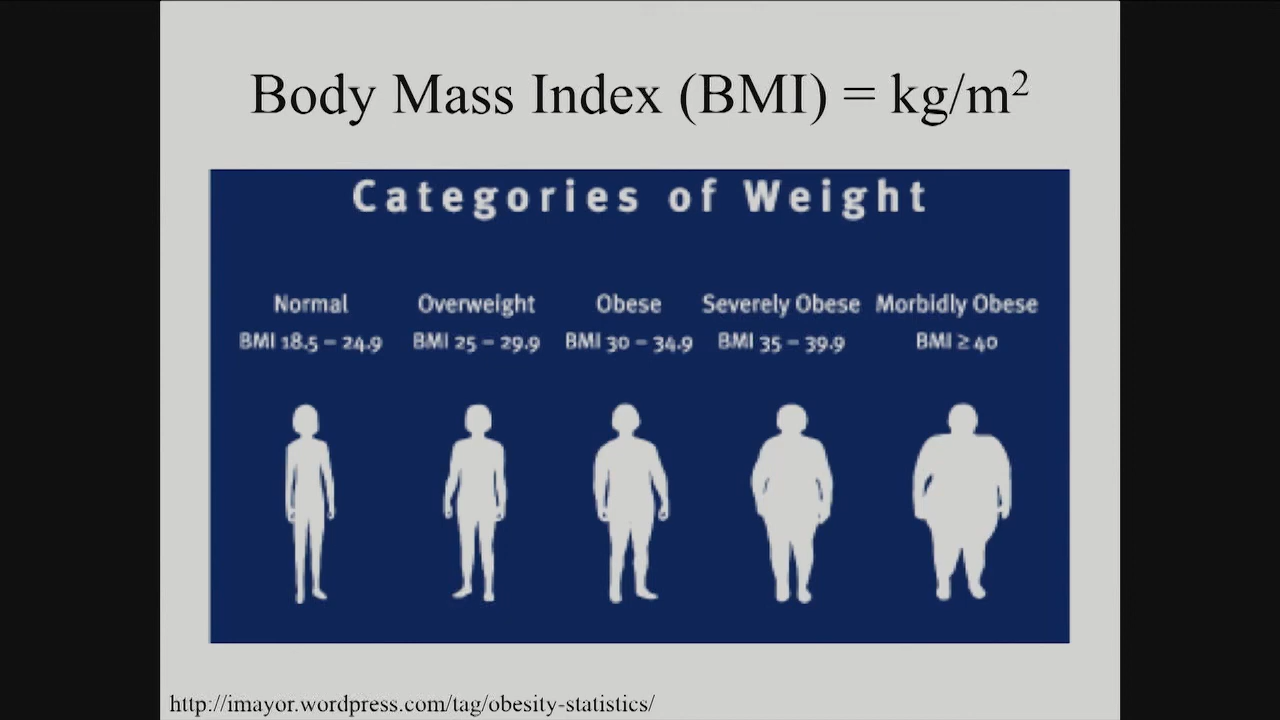 Body Mass Index (BMI) = kg/m²
Categories of Weight
Normal Overweight Obese Severely Obese Morbidly Obese
BMI 18.5 – 24.9 BMI 25 – 29.9 BMI 30 – 34.9 BMI 35 – 39.9 BMI ≥ 40
http://imayor.wordpress.com/tag/obesity-statistics/